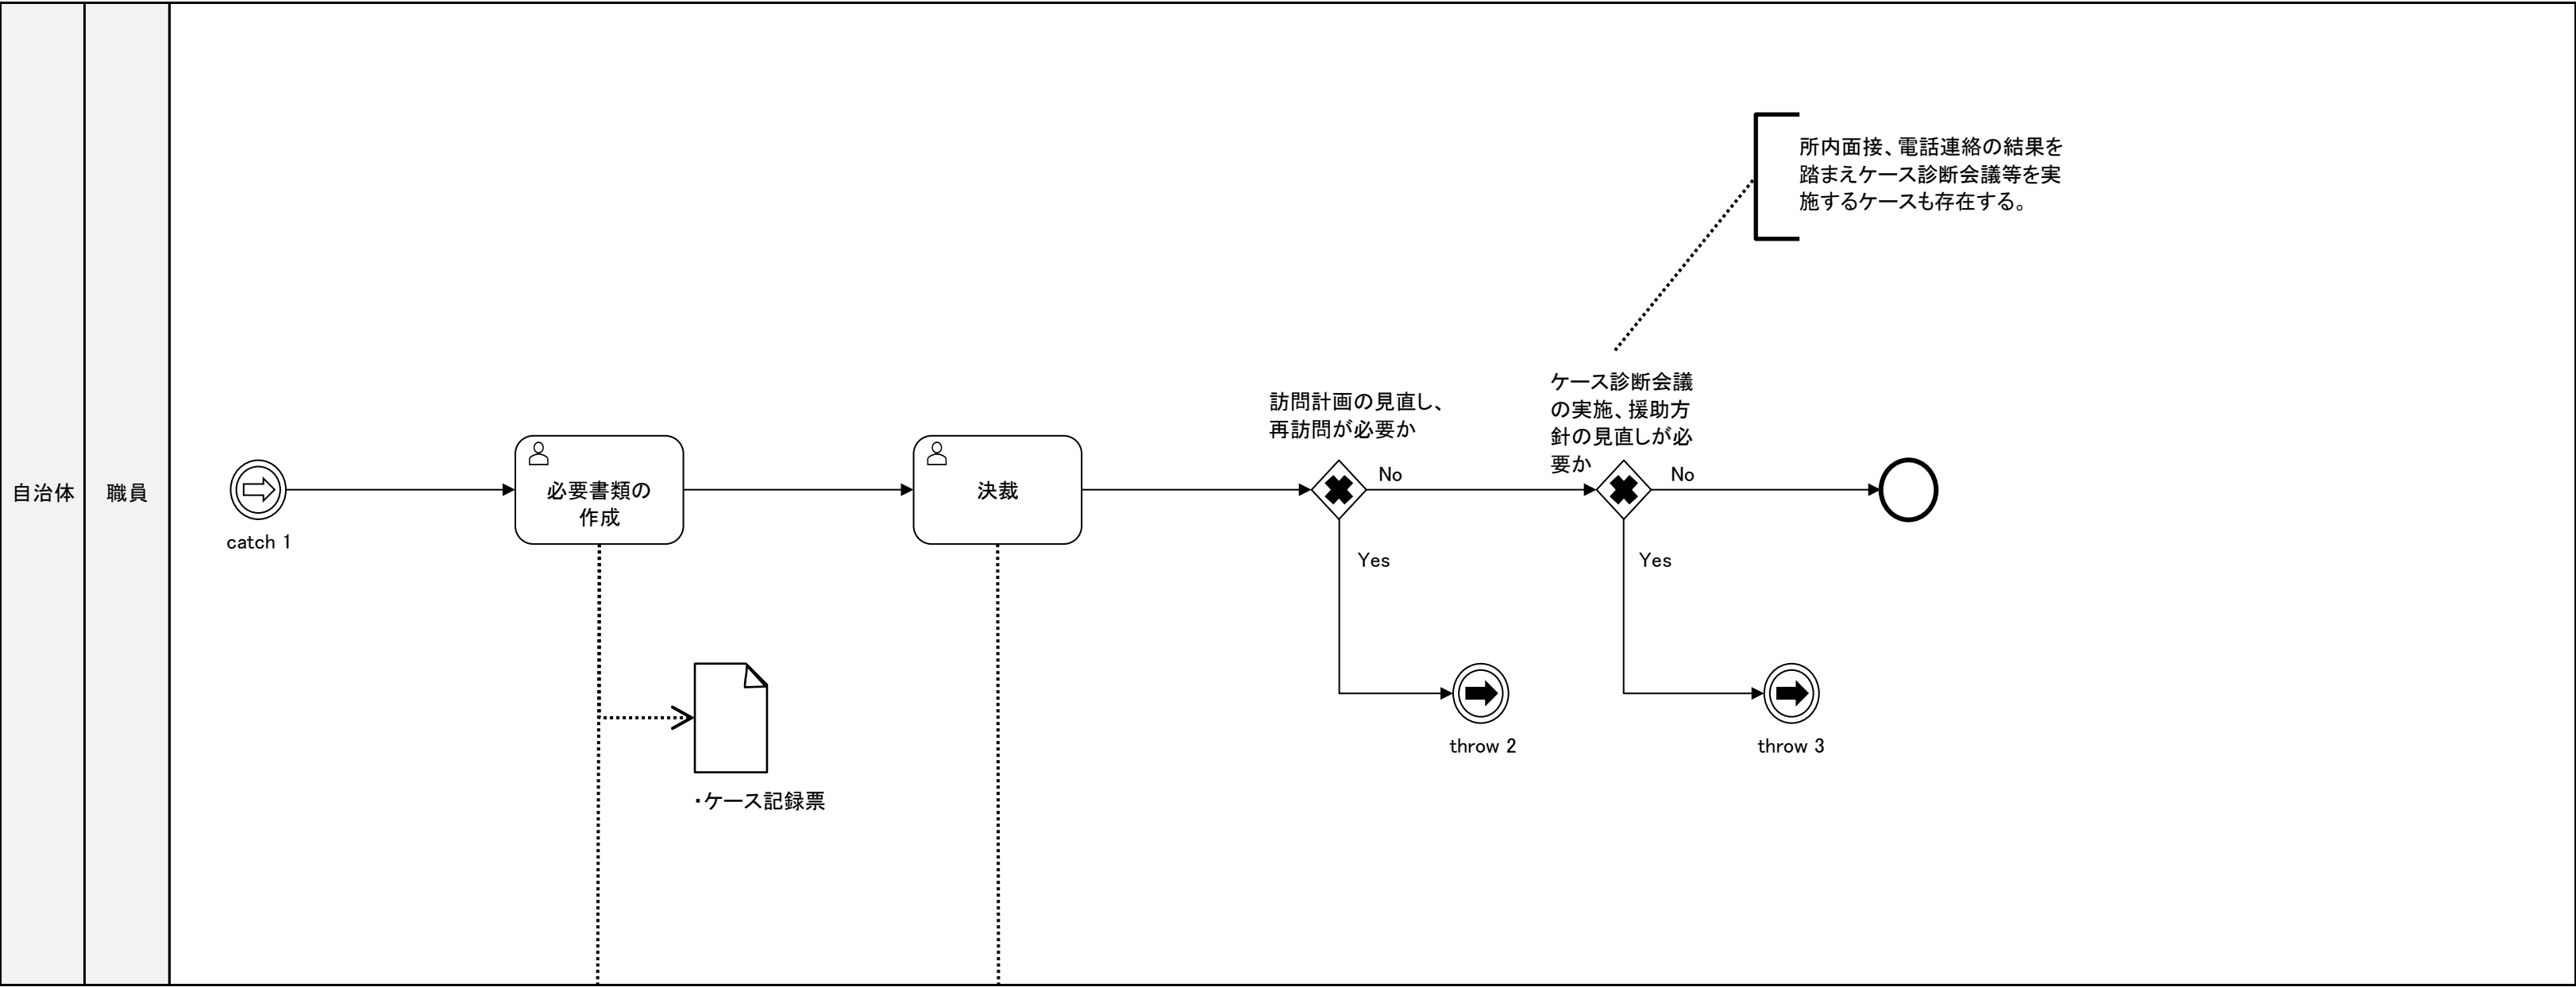 自治体
職員
catch 1
必要書類の
作成
・ケース記録票
決裁
訪問計画の見直し、
再訪問が必要か
No
Yes
throw 2
ケース診断会議
の実施、援助方
針の見直しが必
要か
No
Yes
throw 3
所内面接、電話連絡の結果を
踏まえケース診断会議等を実
施するケースも存在する。